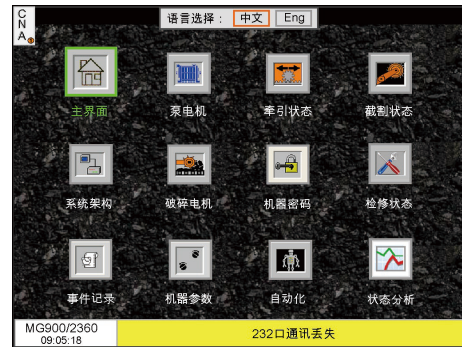 CNA
语言选择： 中文 Eng
主界面 泵电机 牵引状态 截割状态
系统架构 破碎电机 机器密码 检修状态
事件记录 机器参数 自动化 状态分析
MG900/2360
09:05:18
232口通讯丢失